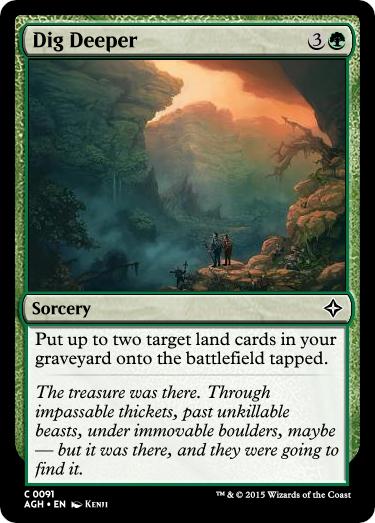 Dig Deeper 3
Sorcery
Put up to two target land cards in your
graveyard onto the battlefield tapped.
The treasure was there. Through
impassable thickets, past unkillable
beasts, under immovable boulders, maybe
— but it was there, and they were going to
find it.
C 0091
AGH • EN Kenji
™ & © 2015 Wizards of the Coast